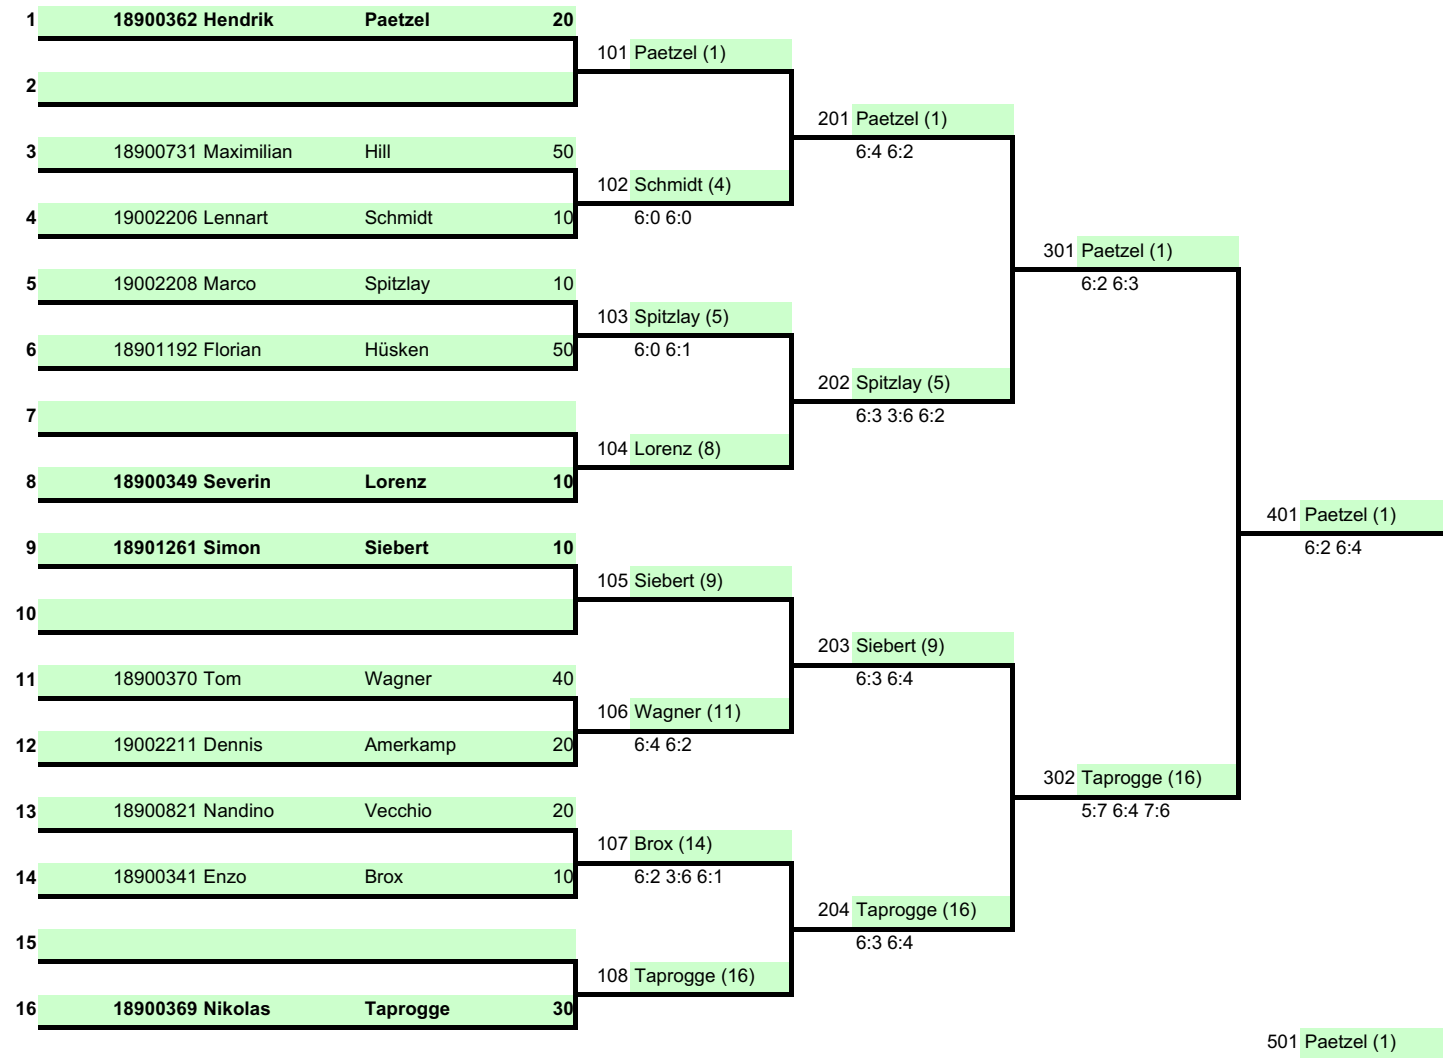 1 18900362 Hendrik Paetzel 20
101 Paetzel (1)
2
201 Paetzel (1)
3 18900731 Maximilian Hill 50
6:4 6:2
102 Schmidt (4)
4 19002206 Lennart Schmidt 10
6:0 6:0
301 Paetzel (1)
5 19002208 Marco Spitzlay 10
6:2 6:3
103 Spitzlay (5)
6 18901192 Florian Hüsken 50
6:0 6:1
202 Spitzlay (5)
7
6:3 3:6 6:2
104 Lorenz (8)
8 18900349 Severin Lorenz 10
401 Paetzel (1)
9 18901261 Simon Siebert 10
6:2 6:4
105 Siebert (9)
10
203 Siebert (9)
11 18900370 Tom Wagner 40
6:3 6:4
106 Wagner (11)
12 19002211 Dennis Amerkamp 20
6:4 6:2
302 Taprogge (16)
13 18900821 Nandino Vecchio 20
5:7 6:4 7:6
107 Brox (14)
14 18900341 Enzo Brox 10
6:2 3:6 6:1
204 Taprogge (16)
15
6:3 6:4
108 Taprogge (16)
16 18900369 Nikolas Taprogge 30
501 Paetzel (1)